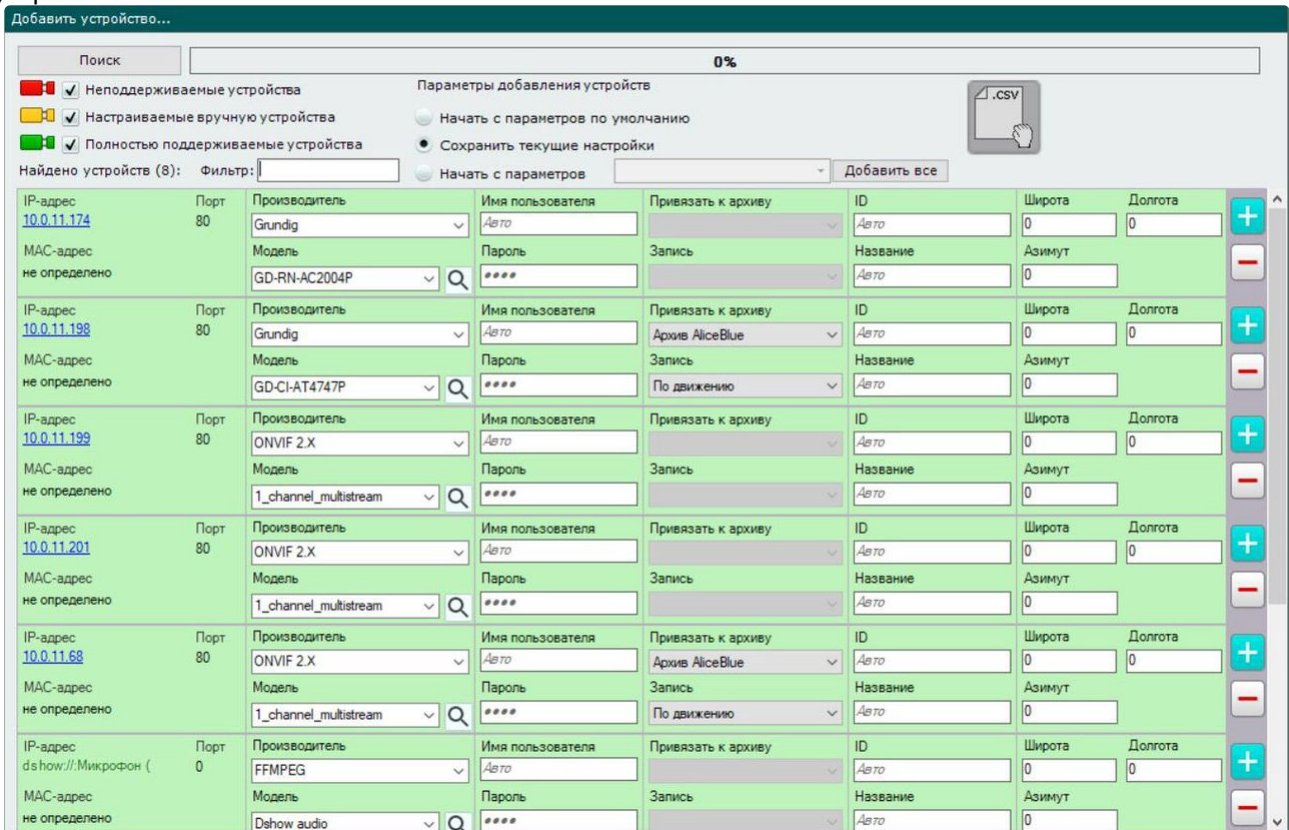 Добавить устройство...
Поиск
0%
Неподдерживаемые устройства
Параметры добавления устройств
.CSV
Настраиваемые вручную устройства
Начать с параметров по умолчанию
Полностью поддерживаемые устройства
Сохранить текущие настройки
Найдено устройств (8): Фильтр:
Начать с параметров
Добавить все
IP-адрес Порт Производитель Имя пользователя Привязать к архиву ID Широта Долгота
10.0.11.174 80 Grundig Авто Авто 0 0
MAC-адрес Модель Пароль Запись Название Азимут
не определено GD-RN-AC2004P **** Авто 0
IP-адрес Порт Производитель Имя пользователя Привязать к архиву ID Широта Долгота
10.0.11.198 80 Grundig Авто Архив AliceBlue Авто 0 0
MAC-адрес Модель Пароль Запись Название Азимут
не определено GD-CI-AT4747P **** По движению Авто 0
IP-адрес Порт Производитель Имя пользователя Привязать к архиву ID Широта Долгота
10.0.11.199 80 ONVIF 2.X Авто Авто 0 0
MAC-адрес Модель Пароль Запись Название Азимут
не определено 1_channel_multistream **** Авто 0
IP-адрес Порт Производитель Имя пользователя Привязать к архиву ID Широта Долгота
10.0.11.201 80 ONVIF 2.X Авто Авто 0 0
MAC-адрес Модель Пароль Запись Название Азимут
не определено 1_channel_multistream **** Авто 0
IP-адрес Порт Производитель Имя пользователя Привязать к архиву ID Широта Долгота
10.0.11.68 80 ONVIF 2.X Авто Архив AliceBlue Авто 0 0
MAC-адрес Модель Пароль Запись Название Азимут
не определено 1_channel_multistream **** По движению Авто 0
IP-адрес Порт Производитель Имя пользователя Привязать к архиву ID Широта Долгота
dshow://:Микрофон ( 0 FFMPEG Авто Авто 0 0
MAC-адрес Модель Пароль Запись Название Азимут
не определено Dshow audio **** Авто 0